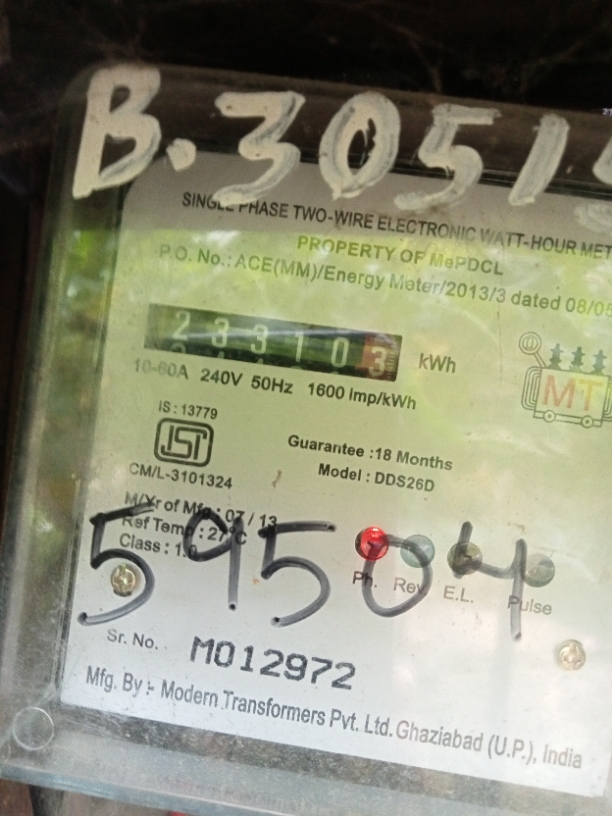 B.3051
SINGLE PHASE TWO-WIRE ELECTRONIC WATT-HOUR MET
PROPERTY OF MePDCL
P.O. No.: ACE(MM)/Energy Meter/2013/3 dated 08/05
233103 kWh
10-60A 240V 50Hz 1600 Imp/kWh
MT
IS : 13779
ISI
CM/L-3101324
Guarantee :18 Months
Model : DDS26D
M/Yr of Mfg : 07 / 13
Ref Temp : 27°C
Class : 1.0
59504
Ph. Rev E.L. Pulse
Sr. No. M012972
Mfg. By :- Modern Transformers Pvt. Ltd. Ghaziabad (U.P.), India